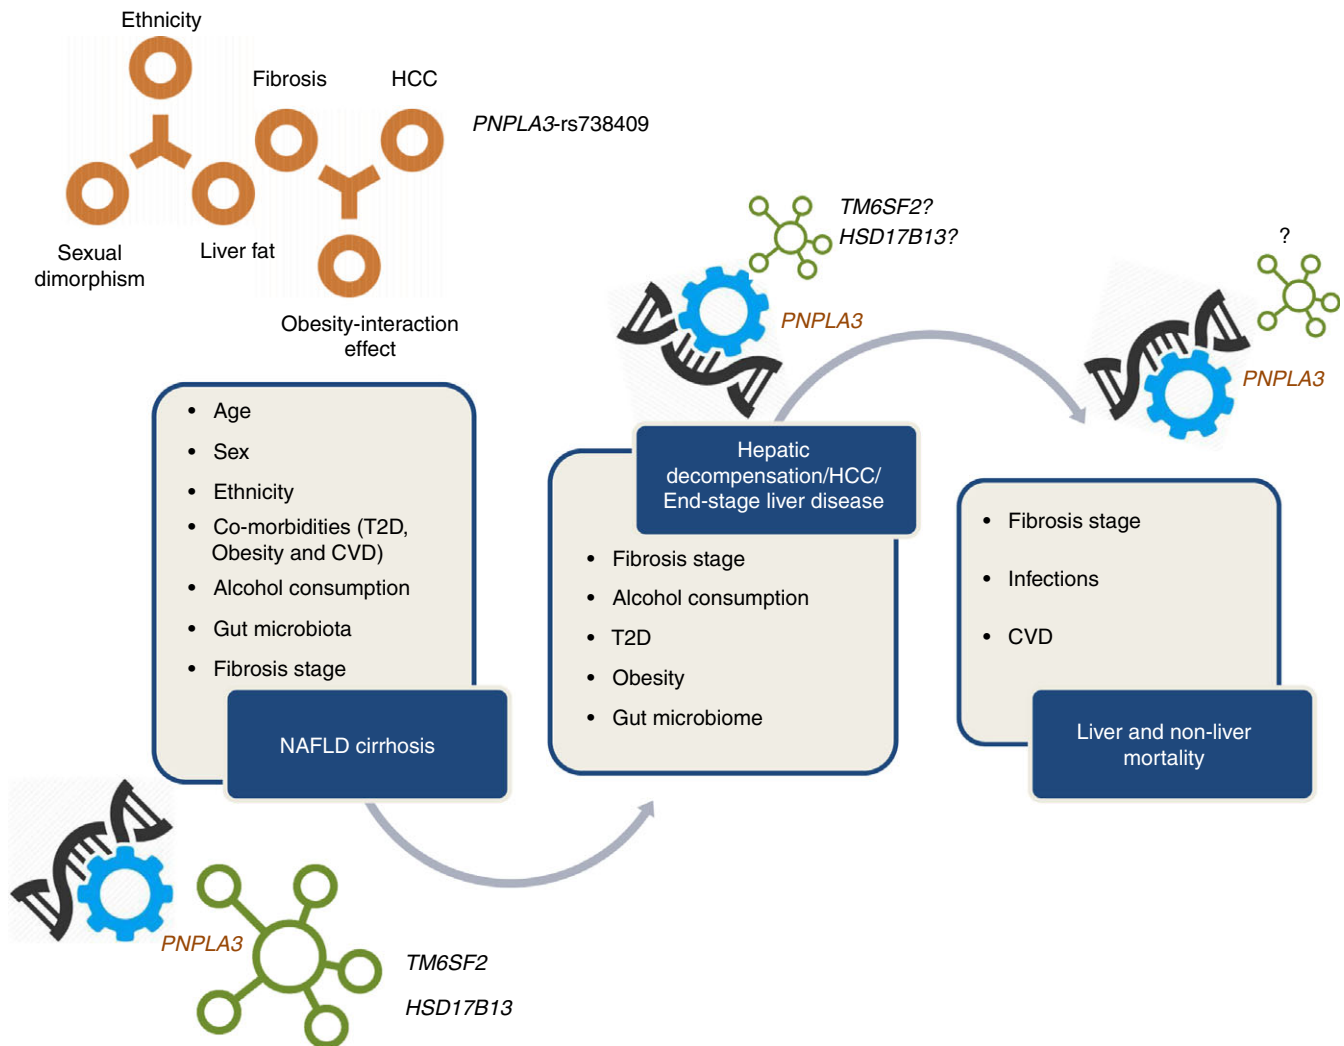 Ethnicity
Fibrosis
HCC
PNPLA3-rs738409
Sexual
dimorphism
Liver fat
Obesity-interaction
effect
• Age
• Sex
• Ethnicity
• Co-morbidities (T2D,
Obesity and CVD)
• Alcohol consumption
• Gut microbiota
• Fibrosis stage
NAFLD cirrhosis
PNPLA3
TM6SF2
HSD17B13
TM6SF2?
HSD17B13?
PNPLA3
Hepatic
decompensation/HCC/
End-stage liver disease
• Fibrosis stage
• Alcohol consumption
• T2D
• Obesity
• Gut microbiome
?
PNPLA3
• Fibrosis stage
• Infections
• CVD
Liver and non-liver
mortality